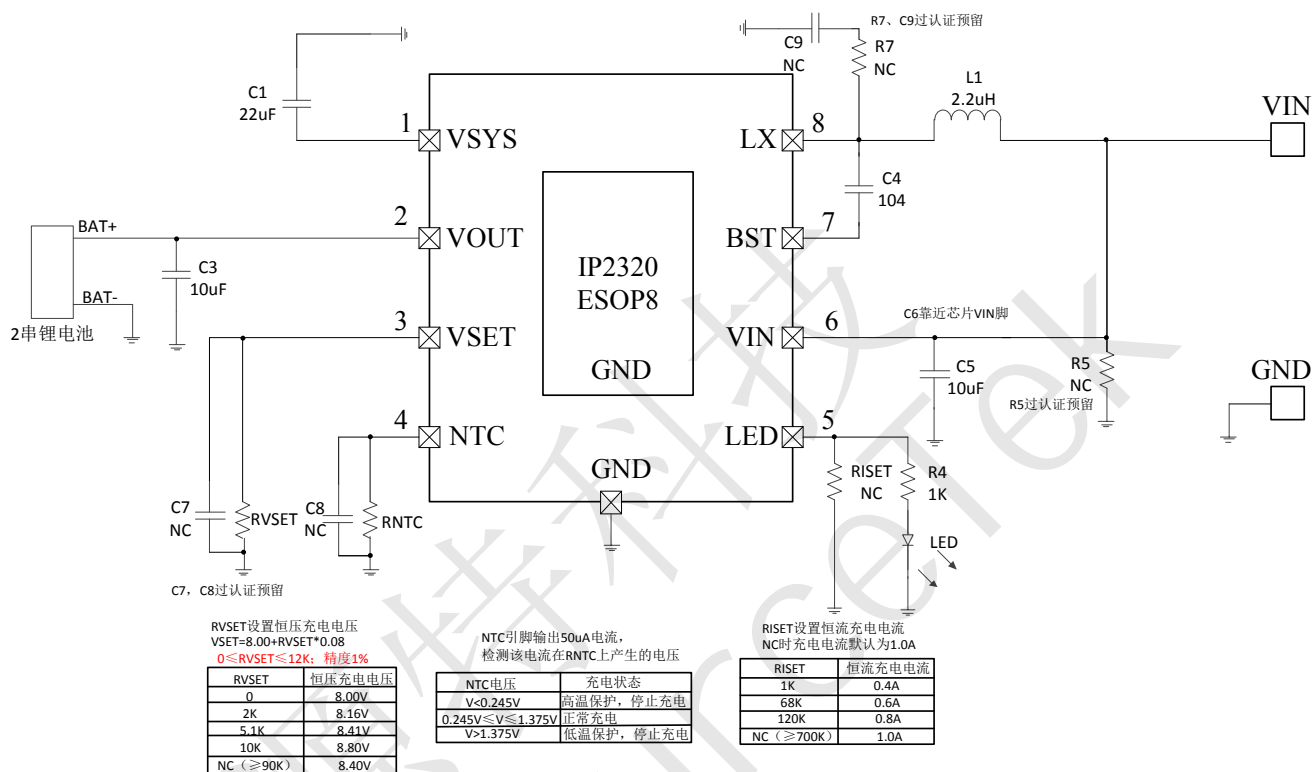 R7、C9过认证预留
C9
NC
R7
NC
C1
22uF
L1
2.2uH
VIN
1
VSYS
LX
8
C4
104
BAT+
2
VOUT
BST
7
C3
10uF
IP2320
ESOP8
BAT-
2串锂电池
3
VSET
VIN
6
C6靠近芯片VIN脚
GND
C5
10uF
R5
NC
R5过认证预留
GND
4
NTC
LED
5
GND
RISET
NC
R4
1K
C7
NC
RVSET
C8
NC
RNTC
LED
C7，C8过认证预留
RVSET设置恒压充电电压
VSET=8.00+RVSET*0.08
0≤RVSET≤12K；精度1%
RVSET 恒压充电电压
0 8.00V
2K 8.16V
5.1K 8.41V
10K 8.80V
NC（≥90K） 8.40V
NTC引脚输出50uA电流，
检测该电流在RNTC上产生的电压
NTC电压 充电状态
V<0.245V 高温保护，停止充电
0.245V≤V≤1.375V 正常充电
V>1.375V 低温保护，停止充电
RISET设置恒流充电电流
NC时充电电流默认为1.0A
RISET 恒流充电电流
1K 0.4A
68K 0.6A
120K 0.8A
NC（≥700K） 1.0A